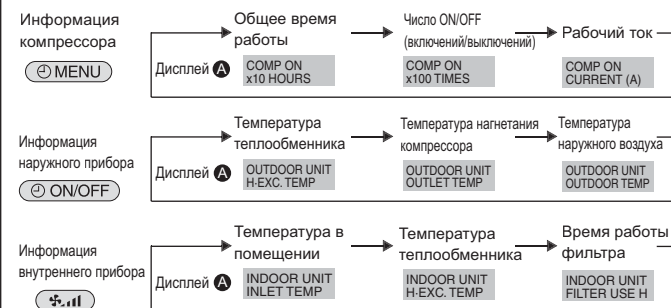 Информация
компрессора
MENU
Дисплей A
Общее время
работы
COMP ON
x10 HOURS
Число ON/OFF
(включений/выключений)
COMP ON
x100 TIMES
Рабочий ток
COMP ON
CURRENT (A)
Информация
наружного прибора
ON/OFF
Дисплей A
Температура
теплообменника
OUTDOOR UNIT
H·EXC. TEMP
Температура нагнетания
компрессора
OUTDOOR UNIT
OUTLET TEMP
Температура
наружного воздуха
OUTDOOR UNIT
OUTDOOR TEMP
Информация
внутреннего прибора
Дисплей A
Температура в
помещении
INDOOR UNIT
INLET TEMP
Температура
теплообменника
INDOOR UNIT
H·EXC. TEMP
Время работы
фильтра
INDOOR UNIT
FILTER USE H